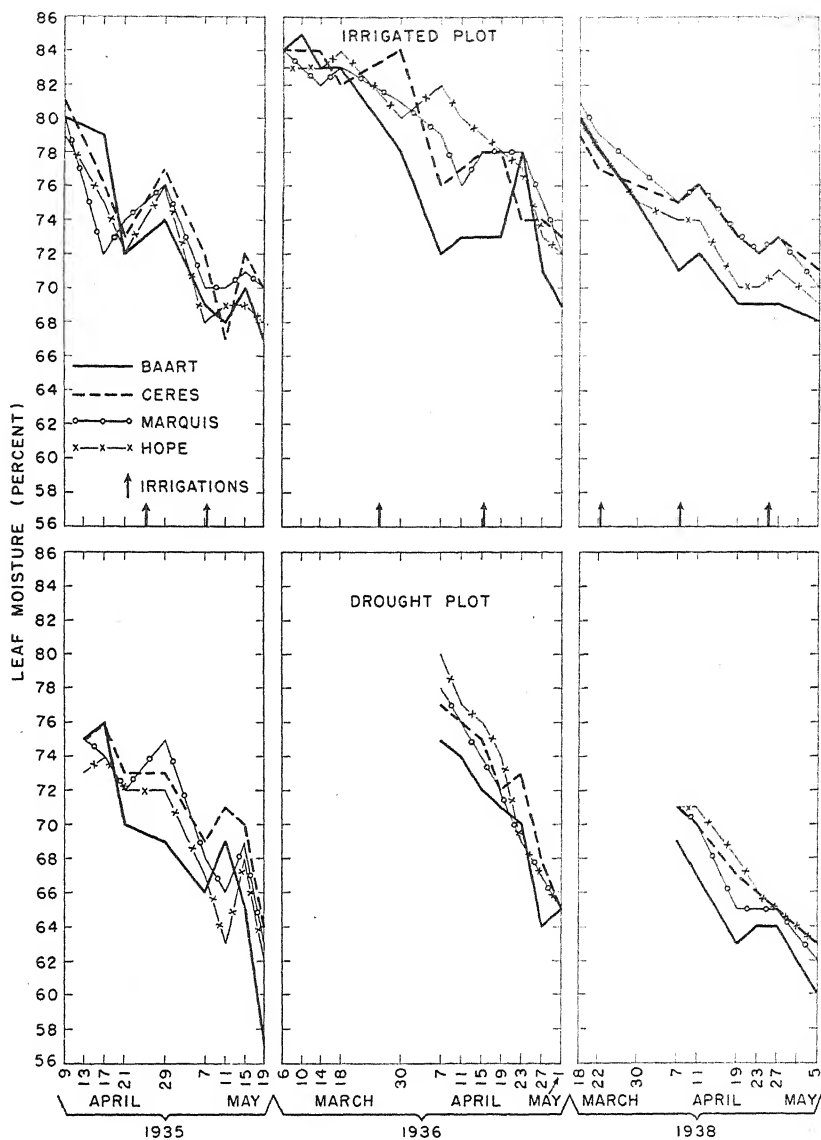 LEAF MOISTURE (PERCENT)
86
84
82
80
78
76
74
72
70
68
66
64
62
60
58
56
IRRIGATED PLOT
BAART
CERES
MARQUIS
HOPE
IRRIGATIONS
86
84
82
80
78
76
74
72
70
68
66
64
62
60
58
56
DROUGHT PLOT
9 13 17 21 29 7 11 15 19
6 10 14 18 30 7 11 15 19 23 27 1
18 22 30 7 11 19 23 27 5
APRIL MAY
MARCH APRIL MAY
MARCH APRIL MAY
1935 1936 1938